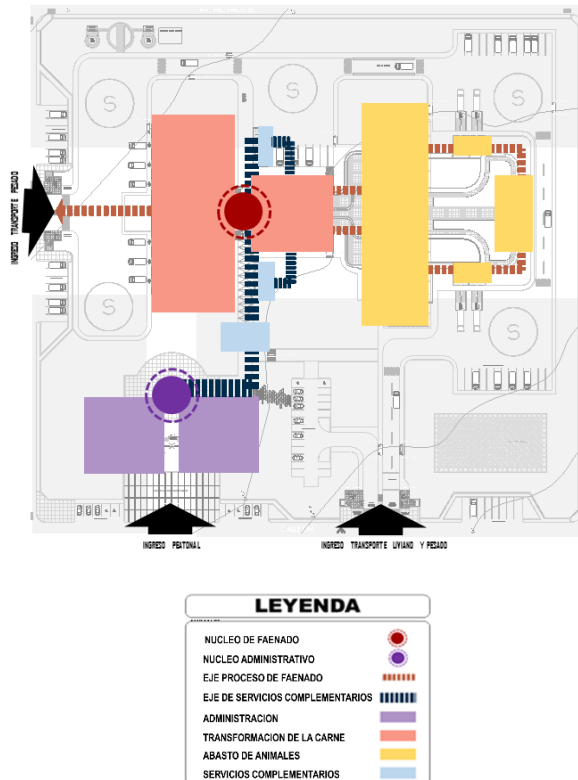 S
S
S
S
S
INGRESO TRANSPORTE PESADO
INGRESO PEATONAL
INGRESO TRANSPORTE LIVIANO Y PESADO
LEYENDA
NUCLEO DE FAENADO
NUCLEO ADMINISTRATIVO
EJE PROCESO DE FAENADO
EJE DE SERVICIOS COMPLEMENTARIOS
ADMINISTRACION
TRANSFORMACION DE LA CARNE
ABASTO DE ANIMALES
SERVICIOS COMPLEMENTARIOS